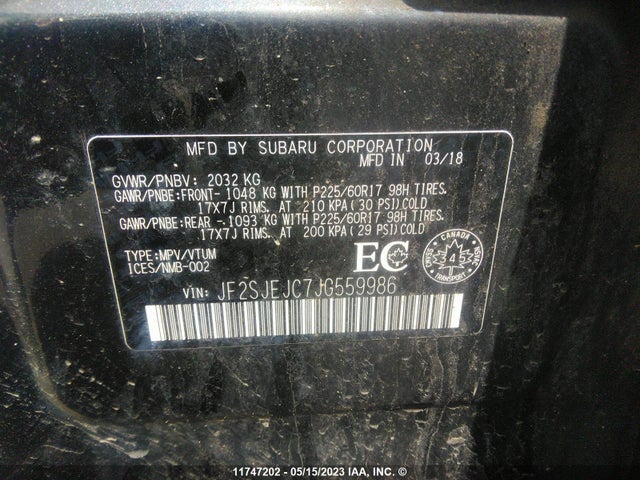 MFD BY SUBARU CORPORATION
MFD IN 03/18
GVWR/PNBV: 2032 KG
GAWR/PNBE:FRONT-1048 KG WITH P225/60R17 98H TIRES.
17X7J RIMS. AT 210 KPA(30 PSI)COLD
GAWR/PNBE:REAR -1093 KG WITH P225/60R17 98H TIRES.
17X7J RIMS. AT 200 KPA(29 PSI)COLD
TYPE:MPV/VTUM
ICES/NMB-002
EC
CANADA
4
TRANSPORT
VIN: JF2SJEJC7JG559986
11747202 - 05/15/2023 IAA, INC. ©